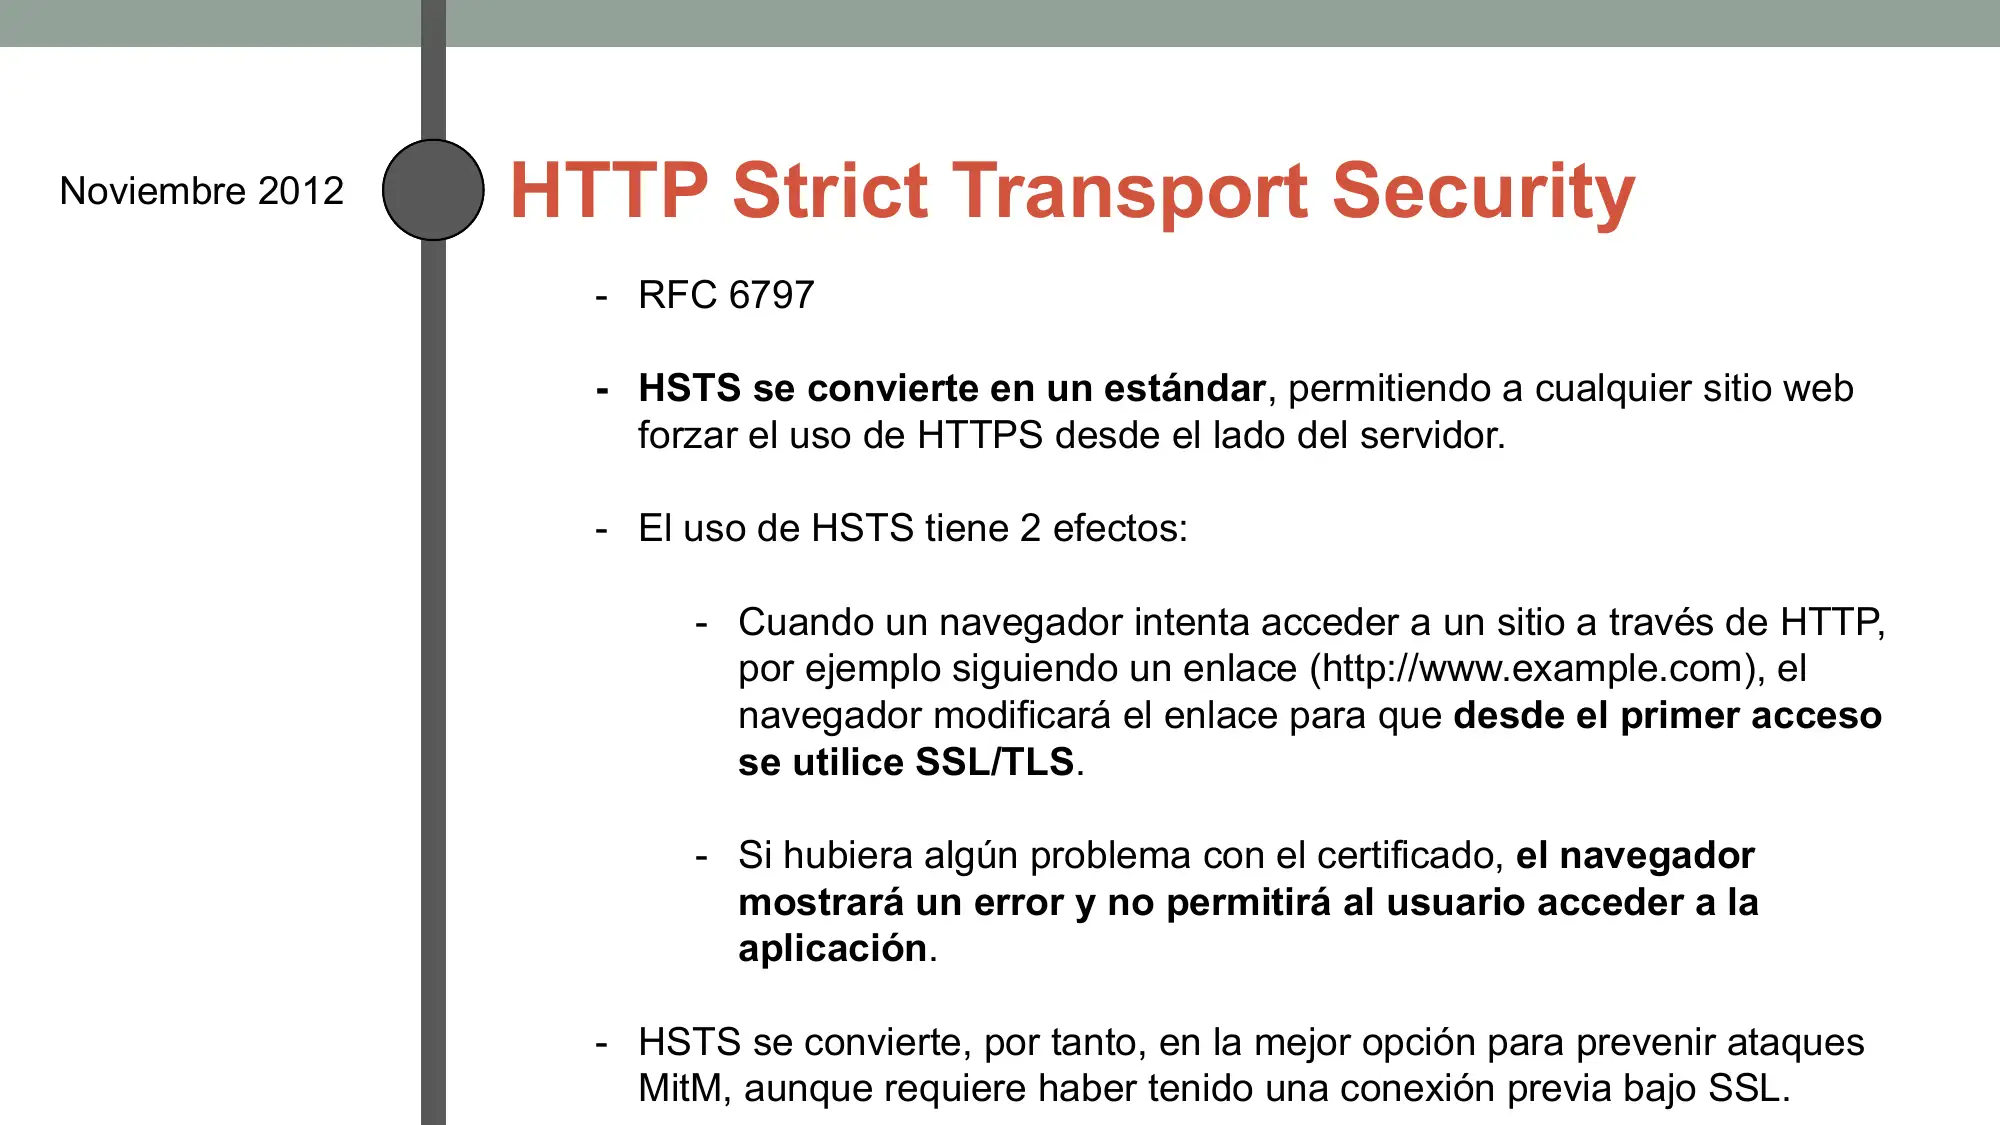 Noviembre 2012
HTTP Strict Transport Security
- RFC 6797
- HSTS se convierte en un estándar, permitiendo a cualquier sitio web
forzar el uso de HTTPS desde el lado del servidor.
- El uso de HSTS tiene 2 efectos:
- Cuando un navegador intenta acceder a un sitio a través de HTTP,
por ejemplo siguiendo un enlace (http://www.example.com), el
navegador modificará el enlace para que desde el primer acceso
se utilice SSL/TLS.
- Si hubiera algún problema con el certificado, el navegador
mostrará un error y no permitirá al usuario acceder a la
aplicación.
- HSTS se convierte, por tanto, en la mejor opción para prevenir ataques
MitM, aunque requiere haber tenido una conexión previa bajo SSL.